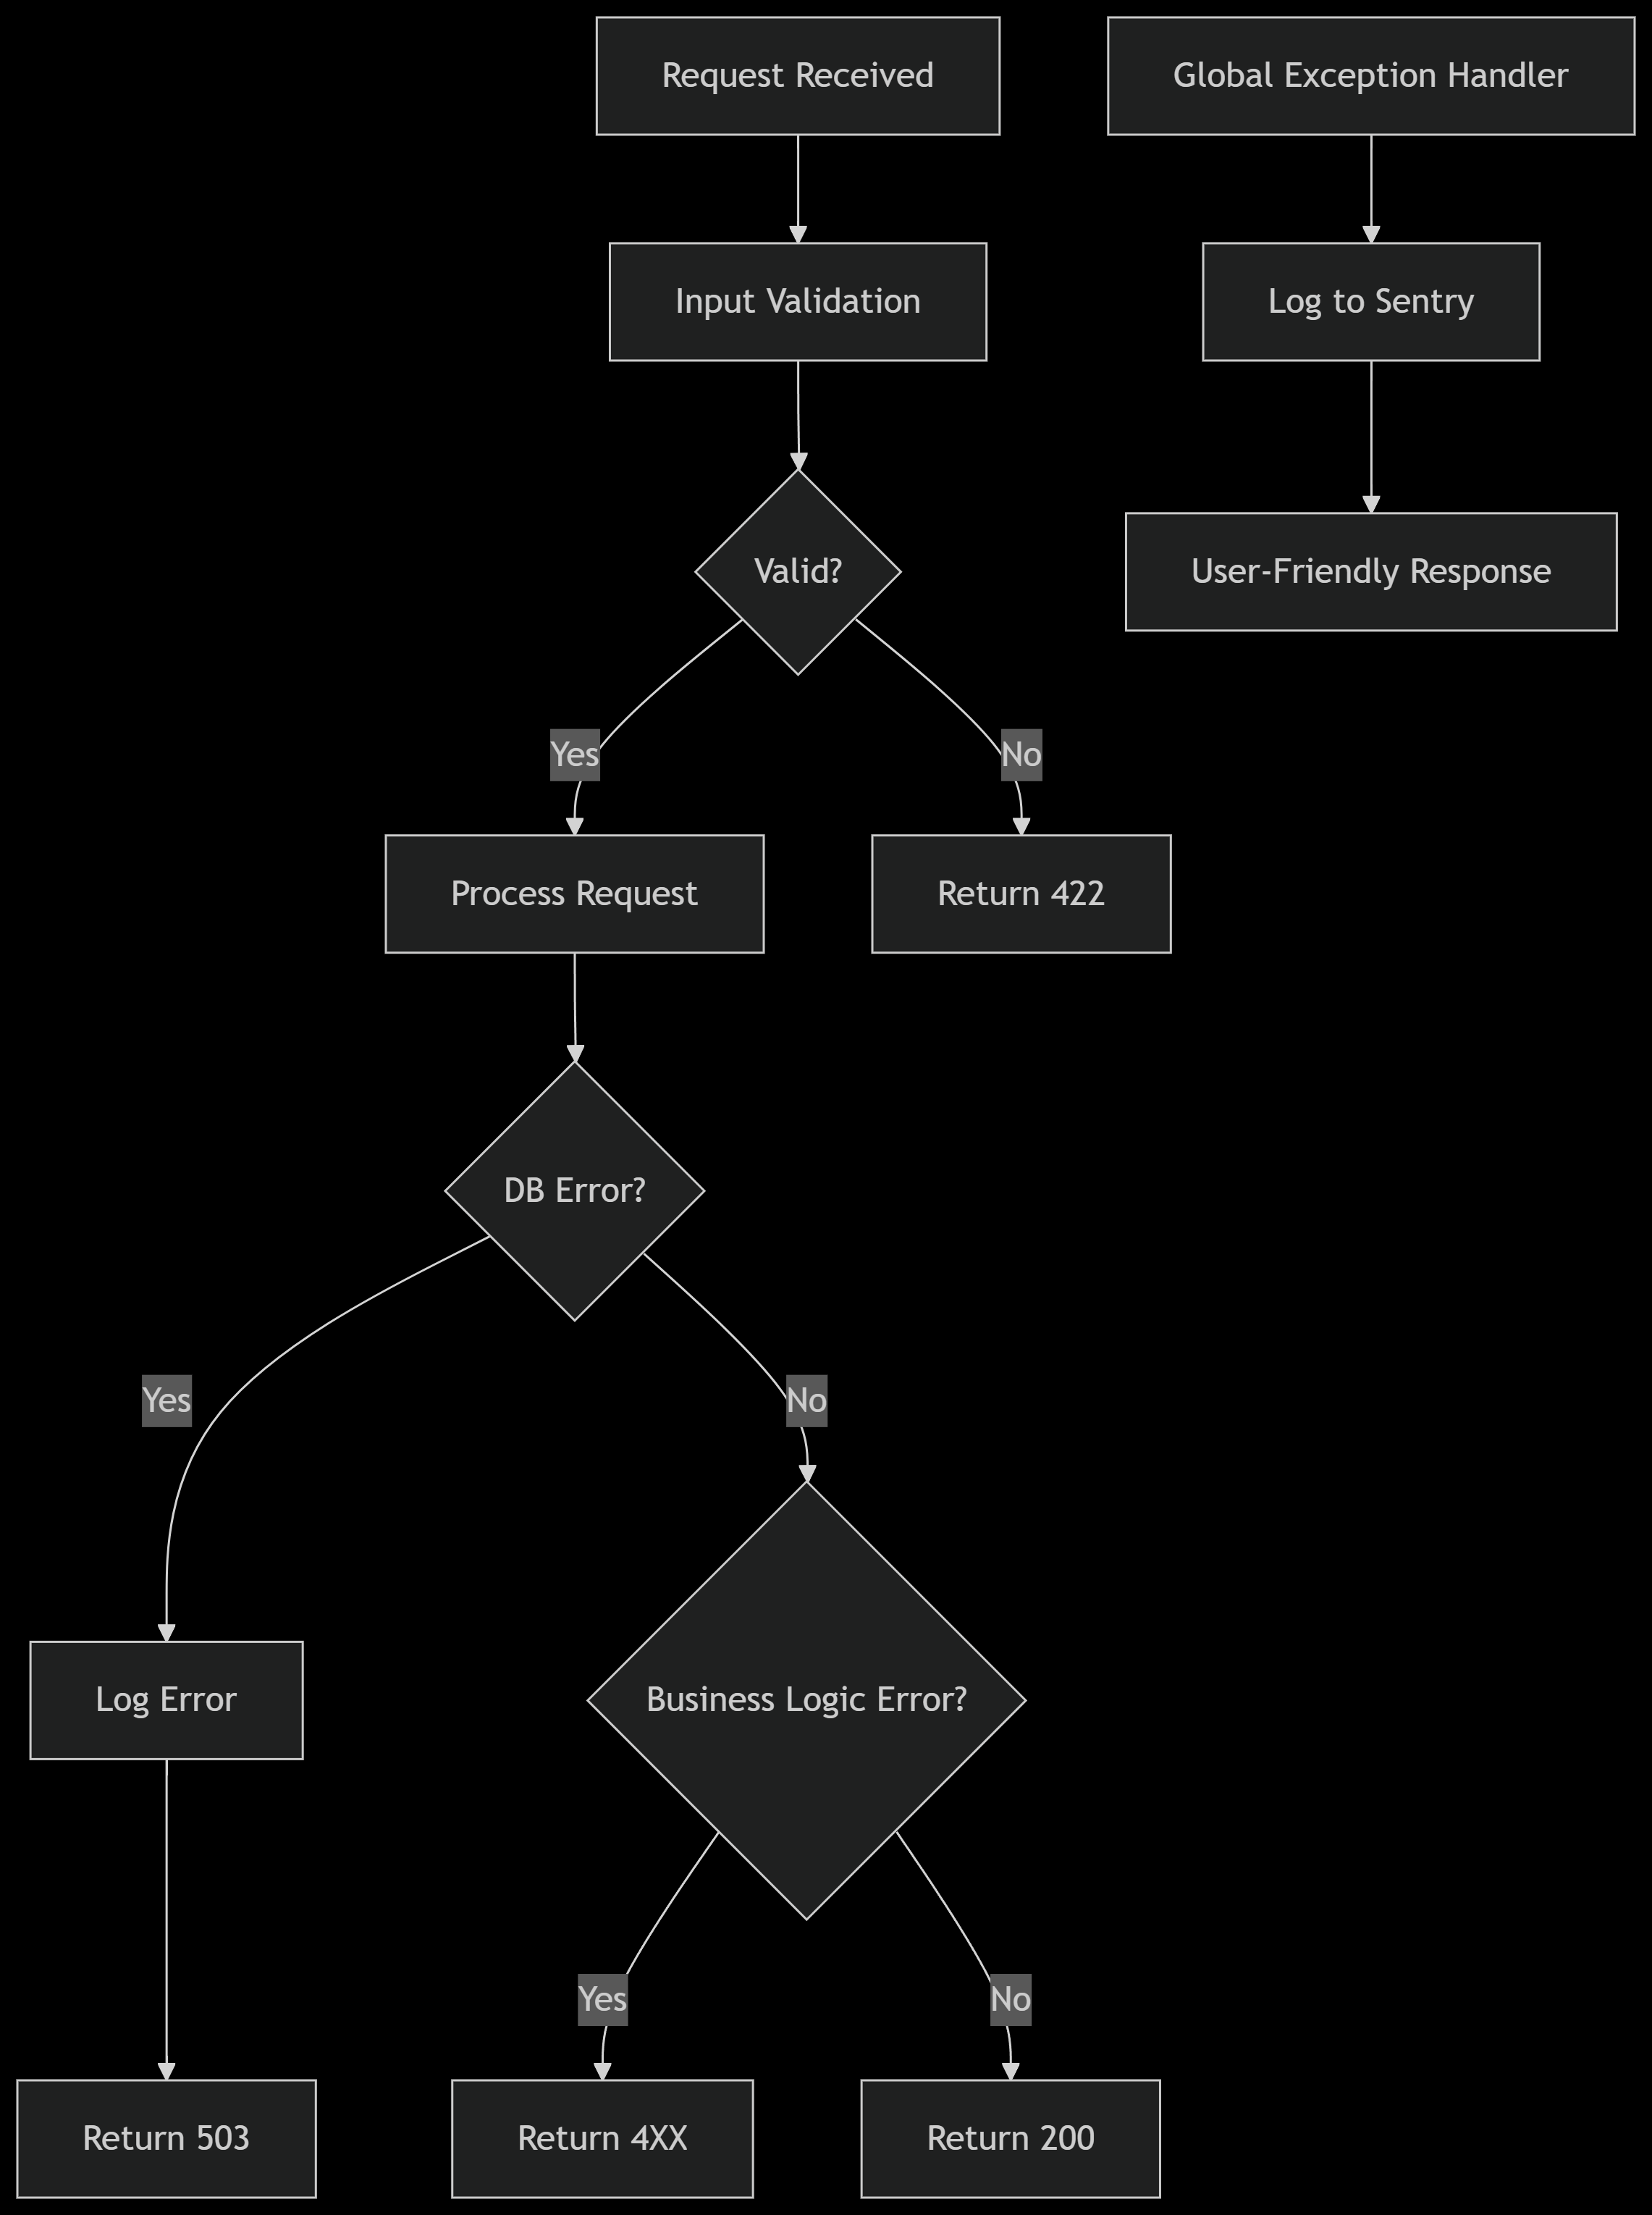 Request Received
Global Exception Handler
Input Validation
Log to Sentry
Valid?
User-Friendly Response
Yes
No
Process Request
Return 422
DB Error?
Yes
No
Log Error
Business Logic Error?
Yes
No
Return 503
Return 4XX
Return 200